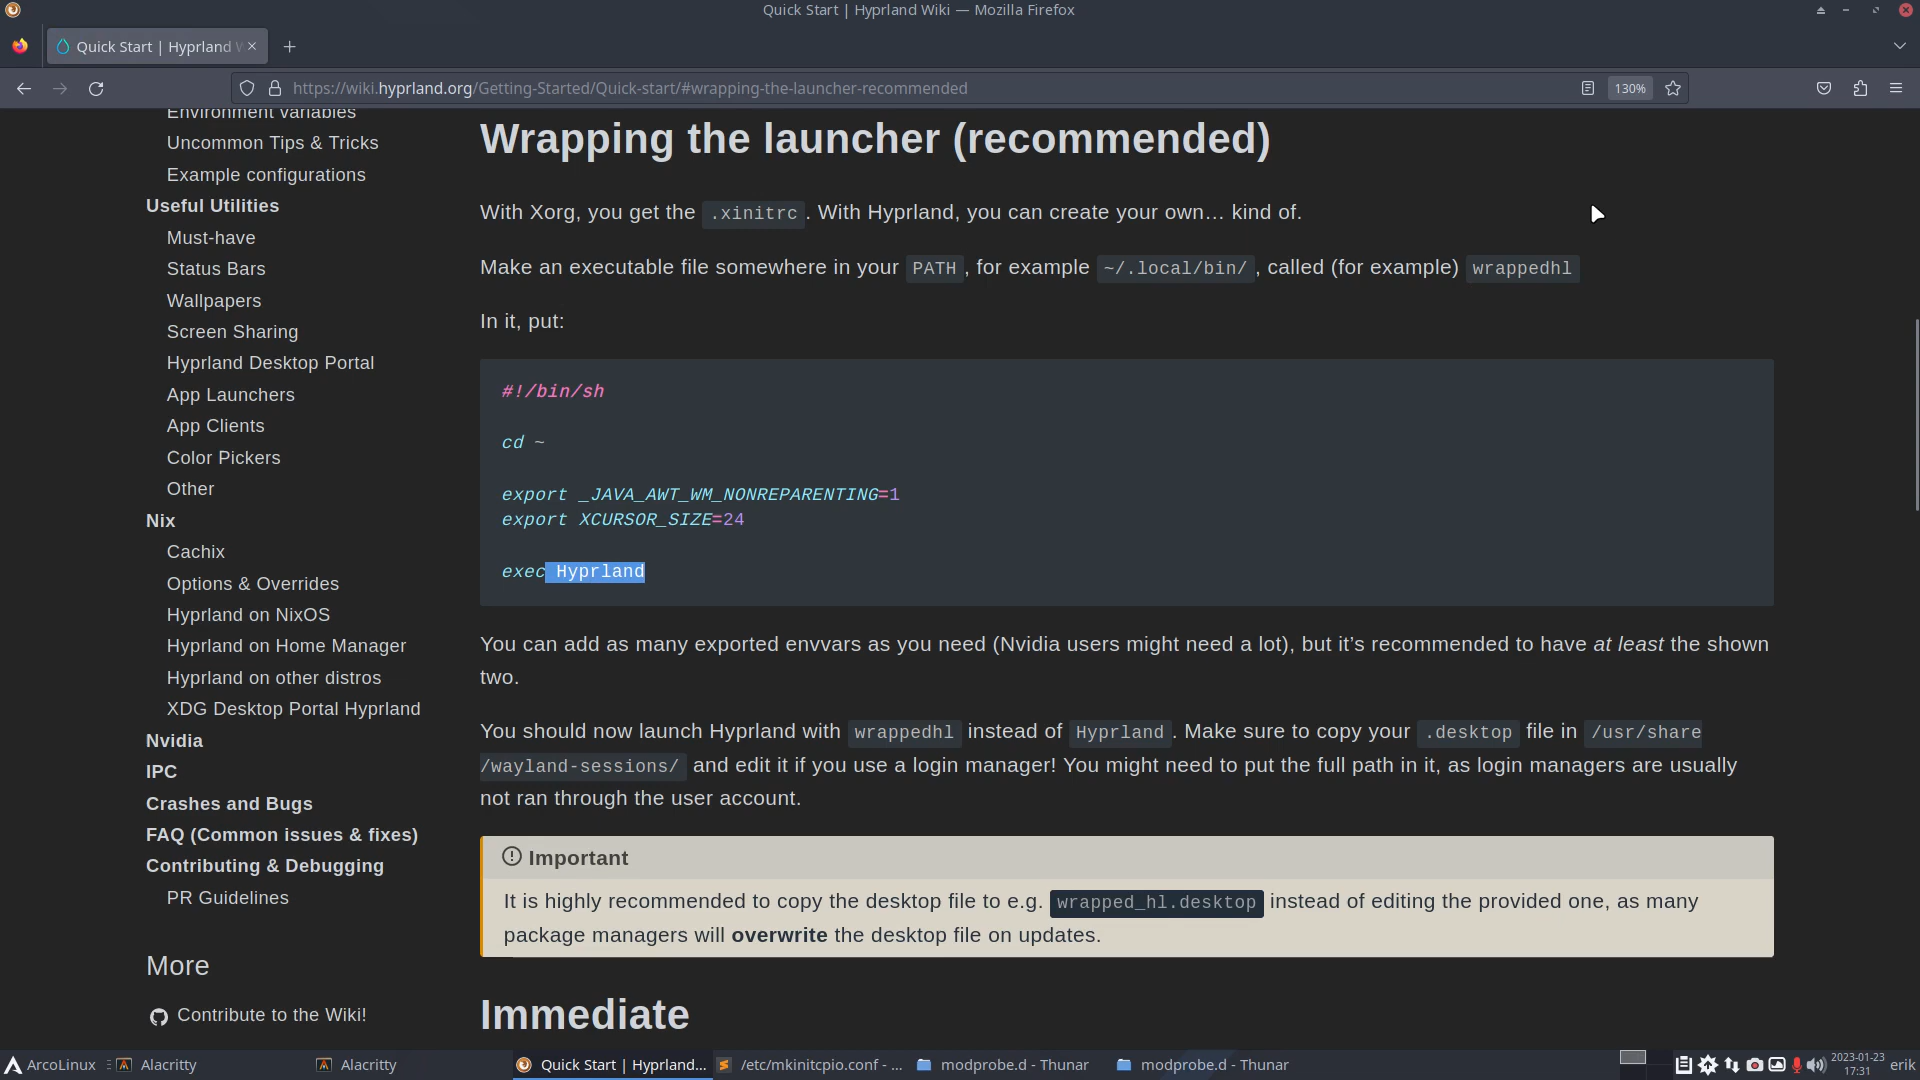 Quick Start | Hyprland Wiki — Mozilla Firefox
Quick Start | Hyprland W
https://wiki.hyprland.org/Getting-Started/Quick-start/#wrapping-the-launcher-recommended
130%
Environment variables
Uncommon Tips & Tricks
Example configurations
Useful Utilities
Must-have
Status Bars
Wallpapers
Screen Sharing
Hyprland Desktop Portal
App Launchers
App Clients
Color Pickers
Other
Nix
Cachix
Options & Overrides
Hyprland on NixOS
Hyprland on Home Manager
Hyprland on other distros
XDG Desktop Portal Hyprland
Nvidia
IPC
Crashes and Bugs
FAQ (Common issues & fixes)
Contributing & Debugging
PR Guidelines
More
Contribute to the Wiki!
Wrapping the launcher (recommended)
With Xorg, you get the .xinitrc. With Hyprland, you can create your own… kind of.
Make an executable file somewhere in your PATH, for example ~/.local/bin/, called (for example) wrappedhl
In it, put:
#!/bin/sh
cd ~
export _JAVA_AWT_WM_NONREPARENTING=1
export XCURSOR_SIZE=24
exec Hyprland
You can add as many exported envvars as you need (Nvidia users might need a lot), but it’s recommended to have at least the shown
two.
You should now launch Hyprland with wrappedhl instead of Hyprland. Make sure to copy your .desktop file in /usr/share
/wayland-sessions/ and edit it if you use a login manager! You might need to put the full path in it, as login managers are usually
not ran through the user account.
Important
It is highly recommended to copy the desktop file to e.g. wrapped_hl.desktop instead of editing the provided one, as many
package managers will overwrite the desktop file on updates.
Immediate
ArcoLinux
Alacritty
Alacritty
Quick Start | Hyprland...
/etc/mkinitcpio.conf - ...
modprobe.d - Thunar
modprobe.d - Thunar
2023-01-23
17:31
erik